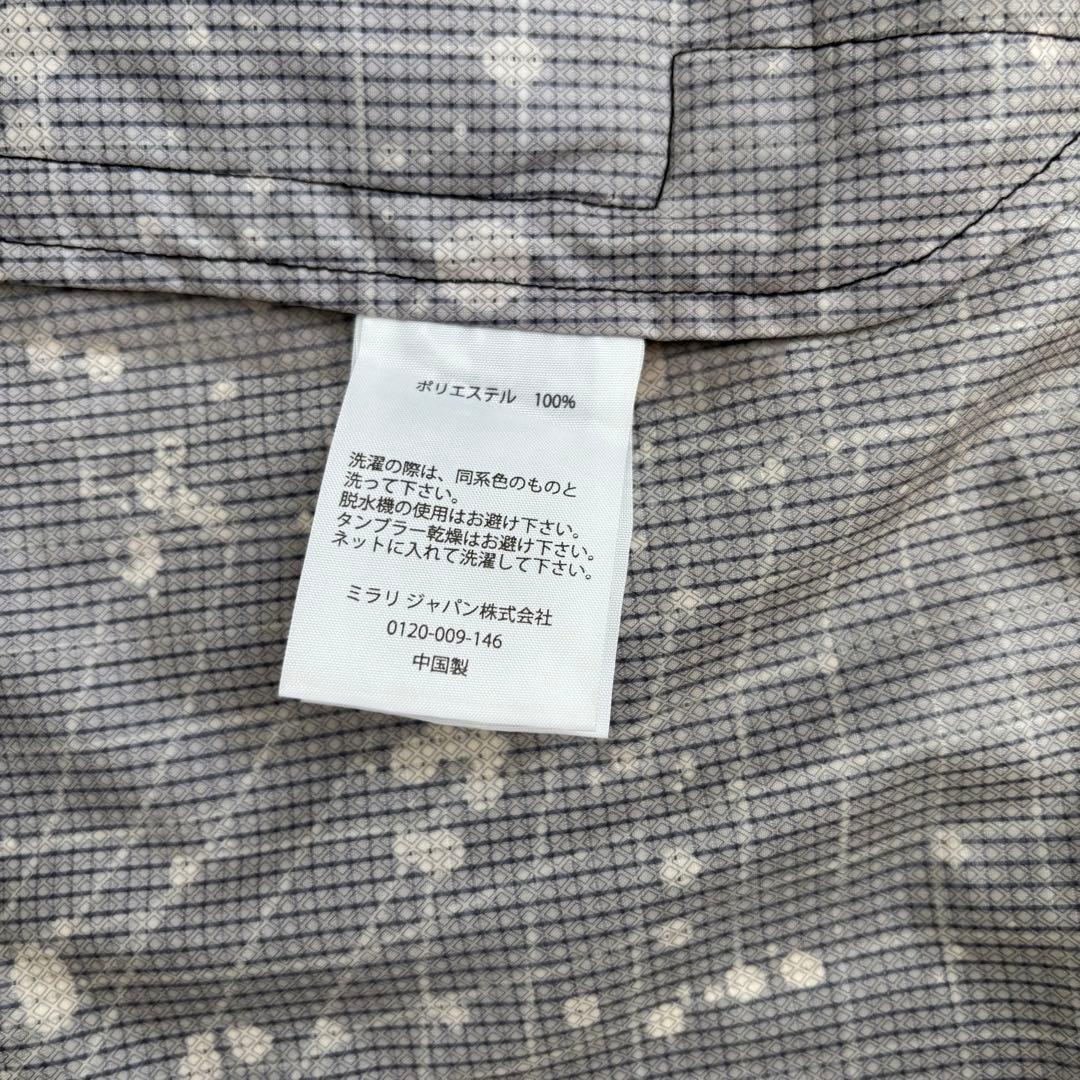 ポリエステル 100%
洗濯の際は、同系色のものと
洗って下さい。
脱水機の使用はお避け下さい。
タンブラー乾燥はお避け下さい。
ネットに入れて洗濯して下さい。
ミラリ ジャパン株式会社
0120-009-146
中国製